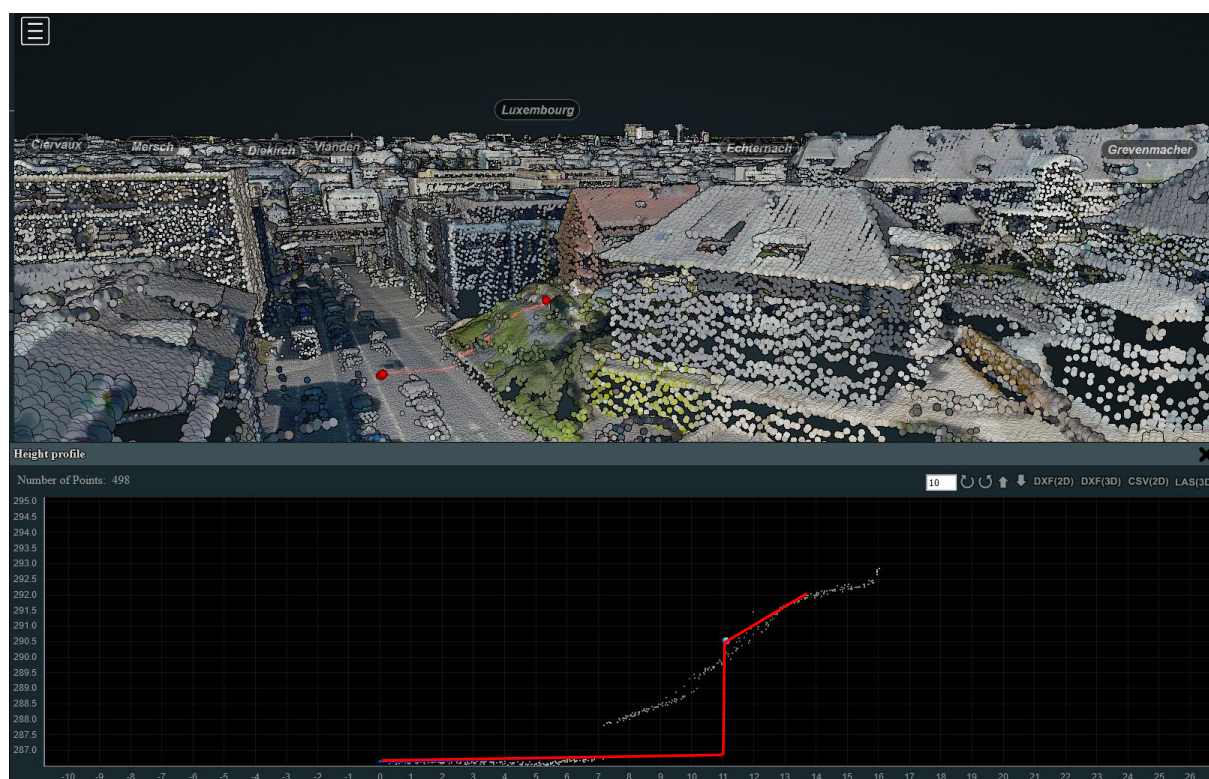 Luxembourg
Clervaux
Mersch
Diekirch
Vianden
Echternach
Grevenmacher
Height profile
Number of Points: 498
10
DXF(2D) DXF(3D) CSV(2D) LAS(3D
295.0
294.5
294.0
293.5
293.0
292.5
292.0
291.5
291.0
290.5
290.0
289.5
289.0
288.5
288.0
287.5
287.0
-10 -9 -8 -7 -6 -5 -4 -3 -2 -1 0 1 2 3 4 5 6 7 8 9 10 11 12 13 14 15 16 17 18 19 20 21 22 23 24 25 26